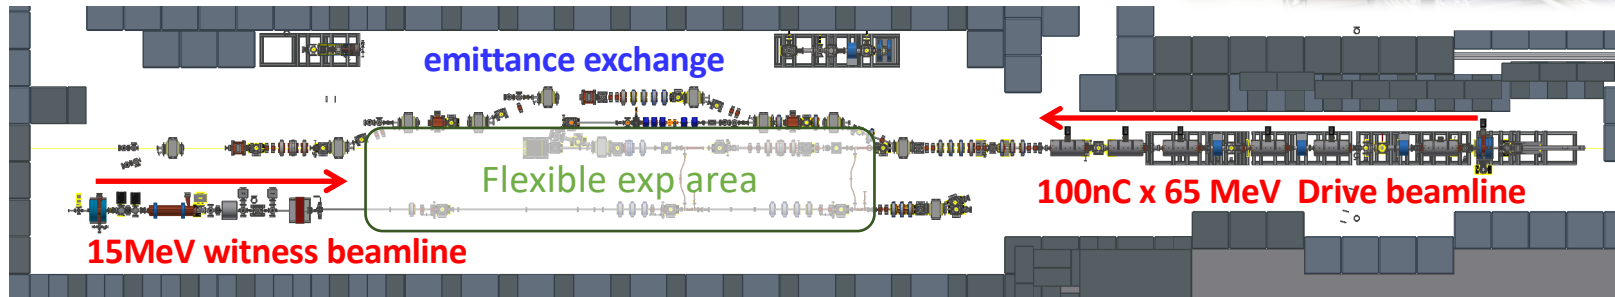 emittance exchange
Flexible exp area
100nC x 65 MeV  Drive beamline
15MeV witness beamline